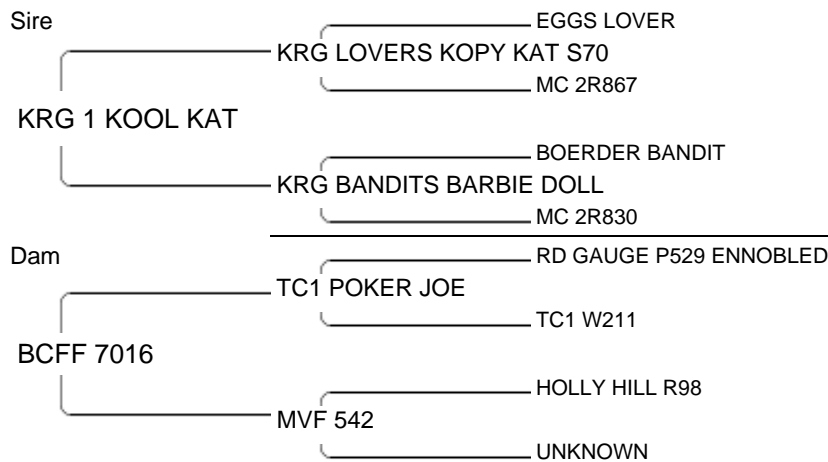 Sire
EGGS LOVER
KRG LOVERS KOPY KAT S70
MC 2R867
KRG 1 KOOL KAT
BOERDER BANDIT
KRG BANDITS BARBIE DOLL
MC 2R830
Dam
RD GAUGE P529 ENNOBLED
TC1 POKER JOE
TC1 W211
BCFF 7016
HOLLY HILL R98
MVF 542
UNKNOWN